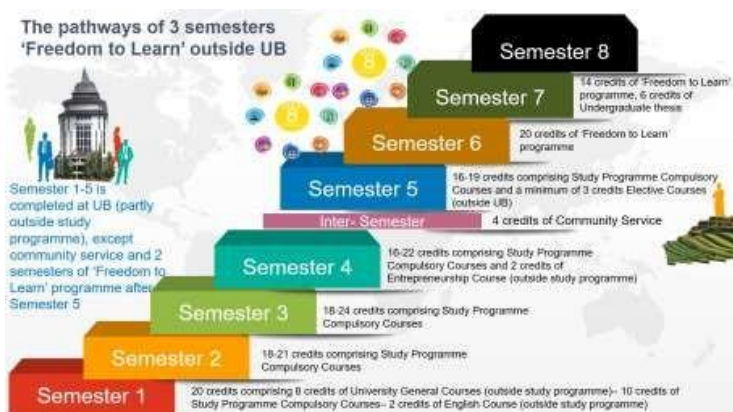 The pathways of 3 semesters
'Freedom to Learn' outside UB
Semester 8
Semester 7
14 credits of 'Freedom to Learn'
programme, 6 credits of
Undergraduate thesis
8
8
Semester 6
20 credits of 'Freedom to Learn'
programme
Semester 5
16-19 credits comprising Study Programme Compulsory
Courses and a minimum of 3 credits Elective Courses
(outside UB)
Inter- Semester
4 credits of Community Service
Semester 1-5 is
completed at UB (partly
outside study
programme), except
community service and 2
semesters of 'Freedom to
Learn' programme after
Semester 5
Semester 4
16-22 credits comprising Study Programme
Compulsory Courses and 2 credits of
Entrepreneurship Course (outside study programme)
Semester 3
18-24 credits comprising Study Programme
Compulsory Courses
Semester 2
18-21 credits comprising Study Programme
Compulsory Courses
Semester 1
20 credits comprising 8 credits of University General Courses (outside study programme)– 10 credits of
Study Programme Compulsory Courses– 2 credits of English Course (outside study programme)